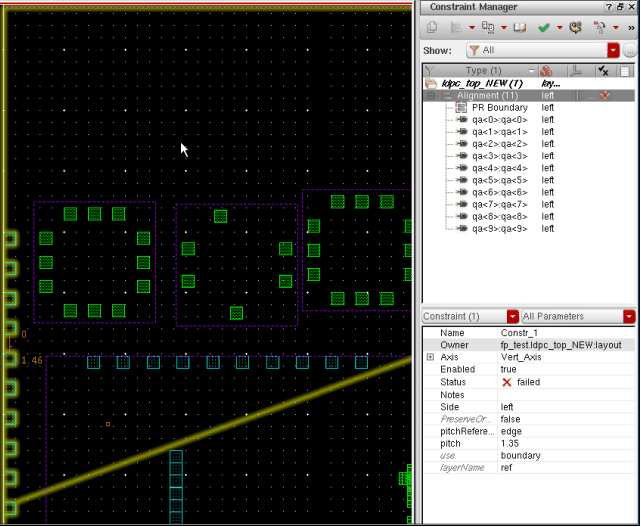 Constraint Manager
Show: All
Type (1)
ldpc_top_NEW (1) lay...
Alignment (11) left
PR Boundary left
qa<0>:qa<0> left
qa<1>:qa<1> left
qa<2>:qa<2> left
qa<3>:qa<3> left
qa<4>:qa<4> left
qa<5>:qa<5> left
qa<6>:qa<6> left
qa<7>:qa<7> left
qa<8>:qa<8> left
qa<9>:qa<9> left
0
1.46
Constraint (1) All Parameters
Name Constr_1
Owner fp_test.ldpc_top_NEW:layout
Axis Vert_Axis
Enabled true
Status failed
Notes
Side left
PreserveOr... false
pitchRefere... edge
pitch 1.35
use boundary
layerName ref